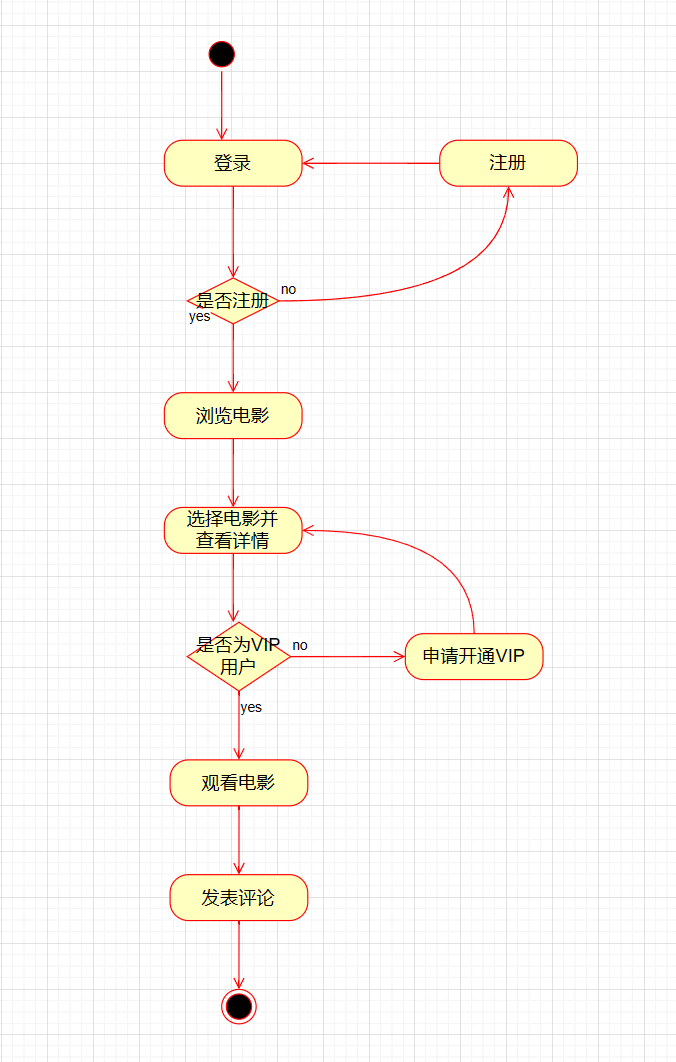 登录
注册
是否注册
no
yes
浏览电影
选择电影并
查看详情
是否为VIP
用户
no
申请开通VIP
yes
观看电影
发表评论